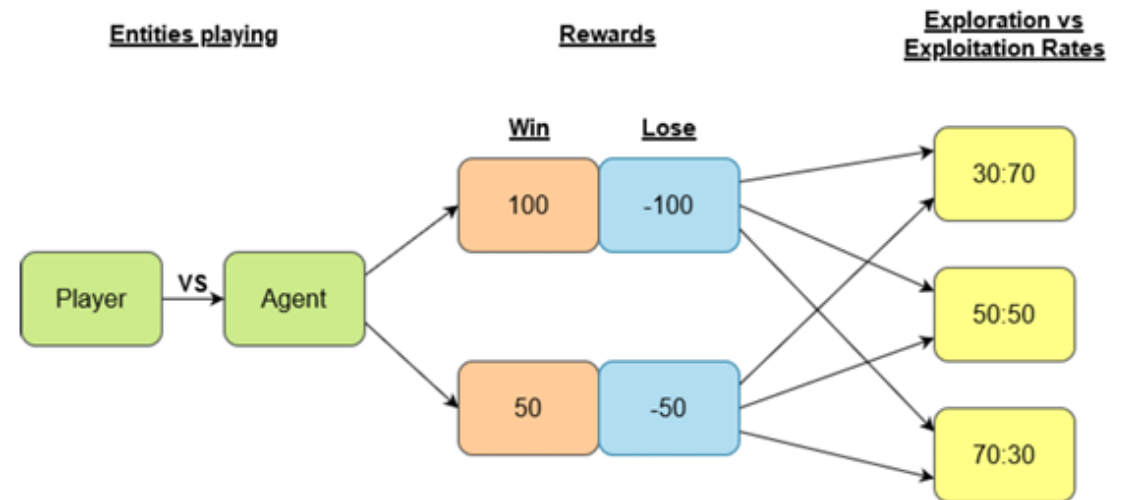 Entities playing
Rewards
Exploration vs
Exploitation Rates
Win
Lose
100
-100
30:70
Player
VS
Agent
50:50
50
-50
70:30